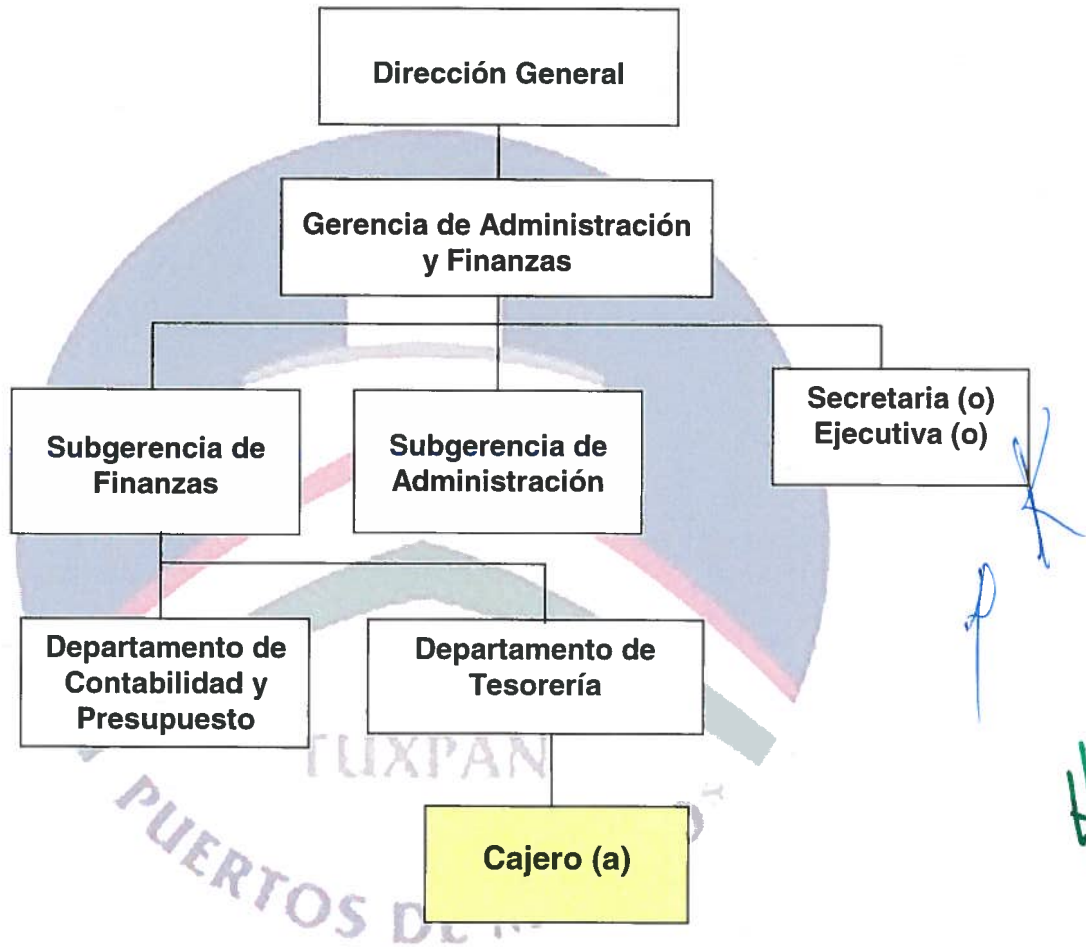 Dirección General
Gerencia de Administración
y Finanzas
Subgerencia de
Finanzas
Subgerencia de
Administración
Secretaria (o)
Ejecutiva (o)
Departamento de
Contabilidad y
Presupuesto
Departamento de
Tesorería
Cajero (a)
TUXPAN
PUERTOS DE